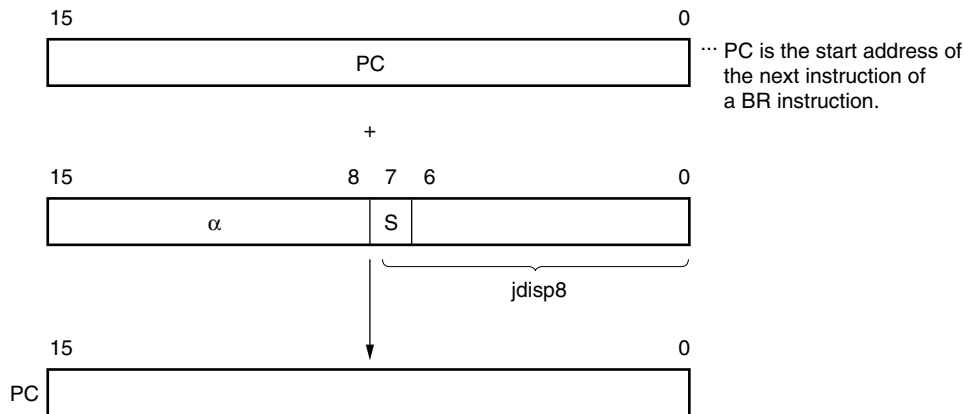 15 0
PC
··· PC is the start address of
the next instruction of
a BR instruction.
+
15 8 7 6 0
α S
jdisp8
15 0
PC